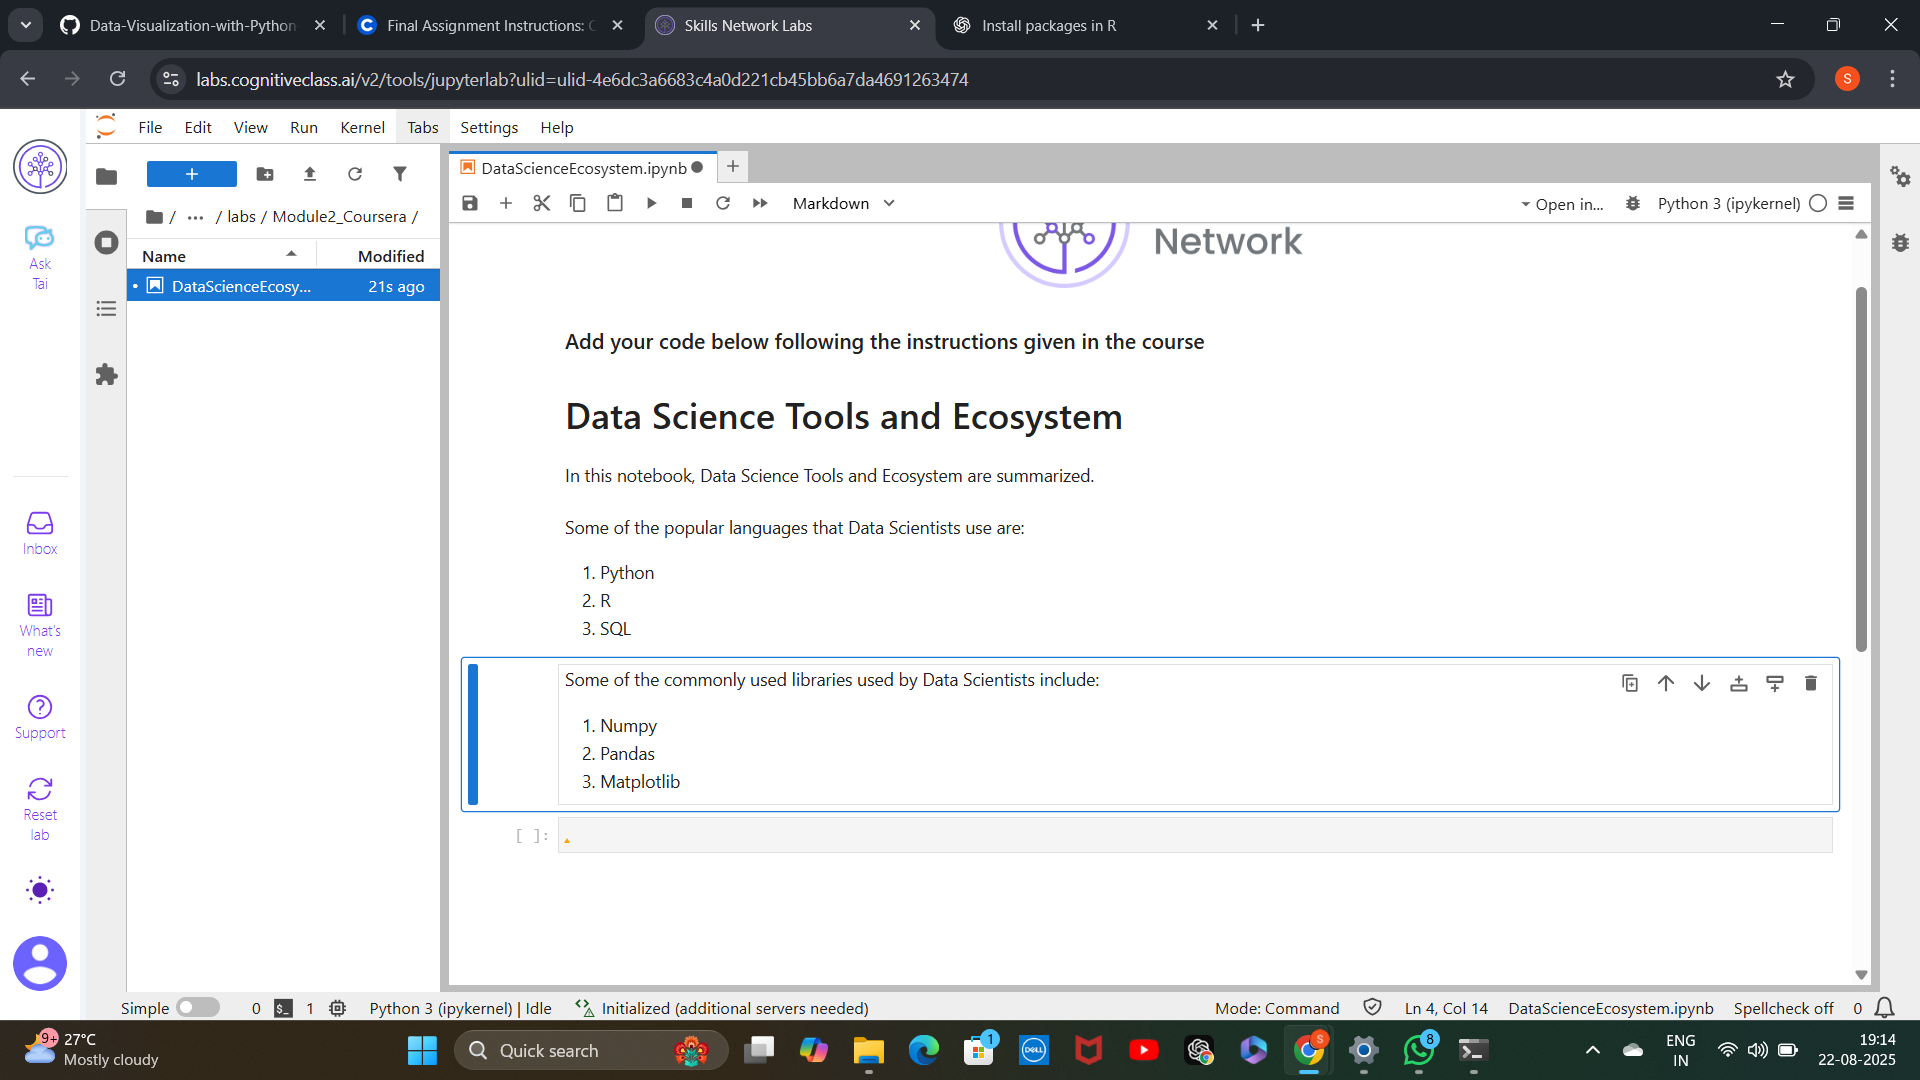 Data-Visualization-with-Python
Final Assignment Instructions: C
Skills Network Labs
Install packages in R
labs.cognitiveclass.ai/v2/tools/jupyterlab?ulid=ulid-4e6dc3a6683c4a0d221cb45bb6a7da4691263474
S
File Edit View Run Kernel Tabs Settings Help
Ask
Tai
Inbox
What's
new
Support
Reset
lab
/ ... / labs / Module2_Coursera /
Name Modified
DataScienceEcosy... 21s ago
DataScienceEcosystem.ipynb
Markdown
Open in...
Python 3 (ipykernel)
Network
Add your code below following the instructions given in the course
Data Science Tools and Ecosystem
In this notebook, Data Science Tools and Ecosystem are summarized.
Some of the popular languages that Data Scientists use are:
1. Python
2. R
3. SQL
Some of the commonly used libraries used by Data Scientists include:
1. Numpy
2. Pandas
3. Matplotlib
[ ]:
Simple 0 1 Python 3 (ipykernel) | Idle Initialized (additional servers needed) Mode: Command Ln 4, Col 14 DataScienceEcosystem.ipynb Spellcheck off 0
9+
27°C
Mostly cloudy
Quick search
1
DELL
S
8
ENG
IN
19:14
22-08-2025